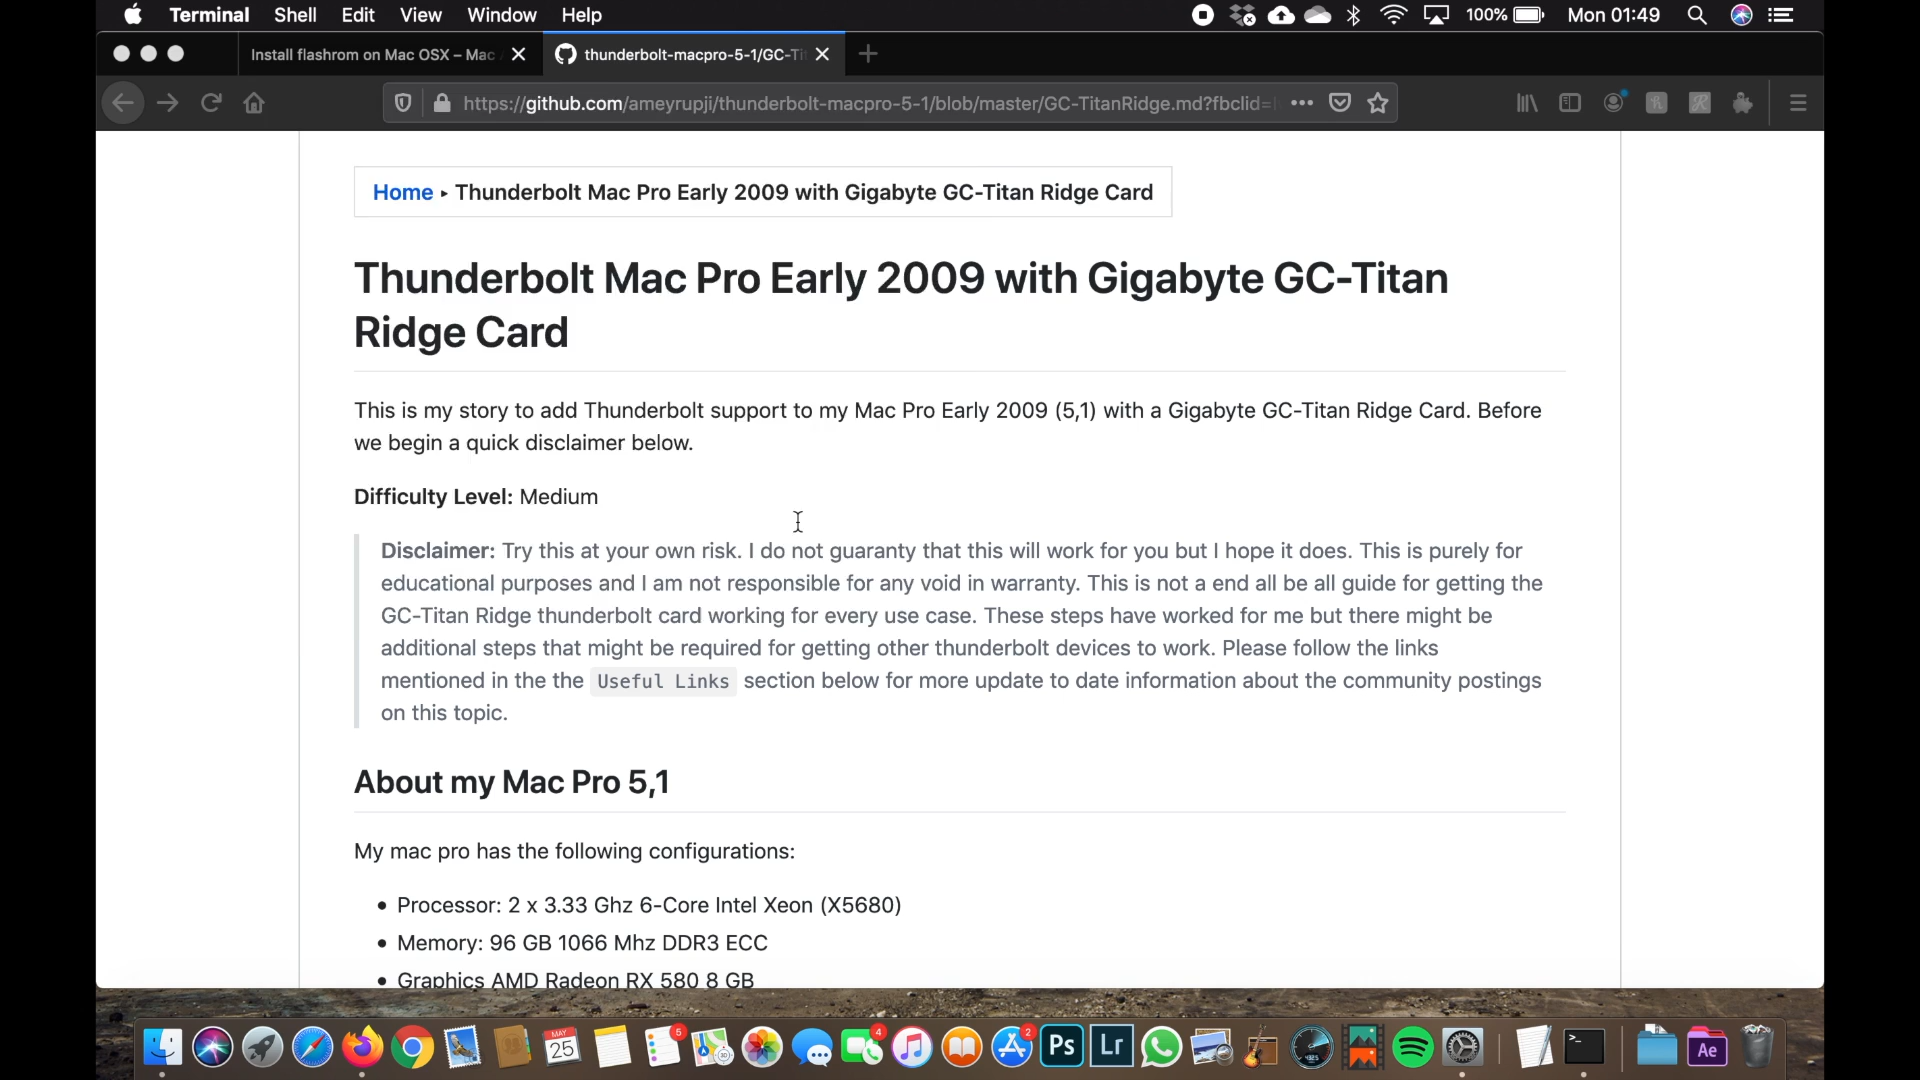 Terminal Shell Edit View Window Help 100% Mon 01:49
Install flashrom on Mac OSX – Mac
thunderbolt-macpro-5-1/GC-Tit
https://github.com/ameyrupji/thunderbolt-macpro-5-1/blob/master/GC-TitanRidge.md?fbclid=
Home ▸ Thunderbolt Mac Pro Early 2009 with Gigabyte GC-Titan Ridge Card
Thunderbolt Mac Pro Early 2009 with Gigabyte GC-Titan
Ridge Card
This is my story to add Thunderbolt support to my Mac Pro Early 2009 (5,1) with a Gigabyte GC-Titan Ridge Card. Before
we begin a quick disclaimer below.
Difficulty Level: Medium
Disclaimer: Try this at your own risk. I do not guaranty that this will work for you but I hope it does. This is purely for
educational purposes and I am not responsible for any void in warranty. This is not a end all be all guide for getting the
GC-Titan Ridge thunderbolt card working for every use case. These steps have worked for me but there might be
additional steps that might be required for getting other thunderbolt devices to work. Please follow the links
mentioned in the the Useful Links section below for more update to date information about the community postings
on this topic.
About my Mac Pro 5,1
My mac pro has the following configurations:
• Processor: 2 x 3.33 Ghz 6-Core Intel Xeon (X5680)
• Memory: 96 GB 1066 Mhz DDR3 ECC
• Graphics AMD Radeon RX 580 8 GB
MAY
25
5
3D
4
2
Ps
Lr
Ae